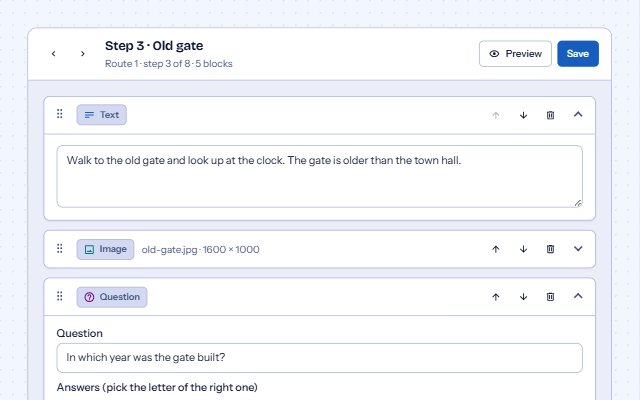 Step 3 · Old gate
Route 1 · step 3 of 8 · 5 blocks
Preview
Save
Text
Walk to the old gate and look up at the clock. The gate is older than the town hall.
Image
old-gate.jpg · 1600 × 1000
Question
Question
In which year was the gate built?
Answers (pick the letter of the right one)